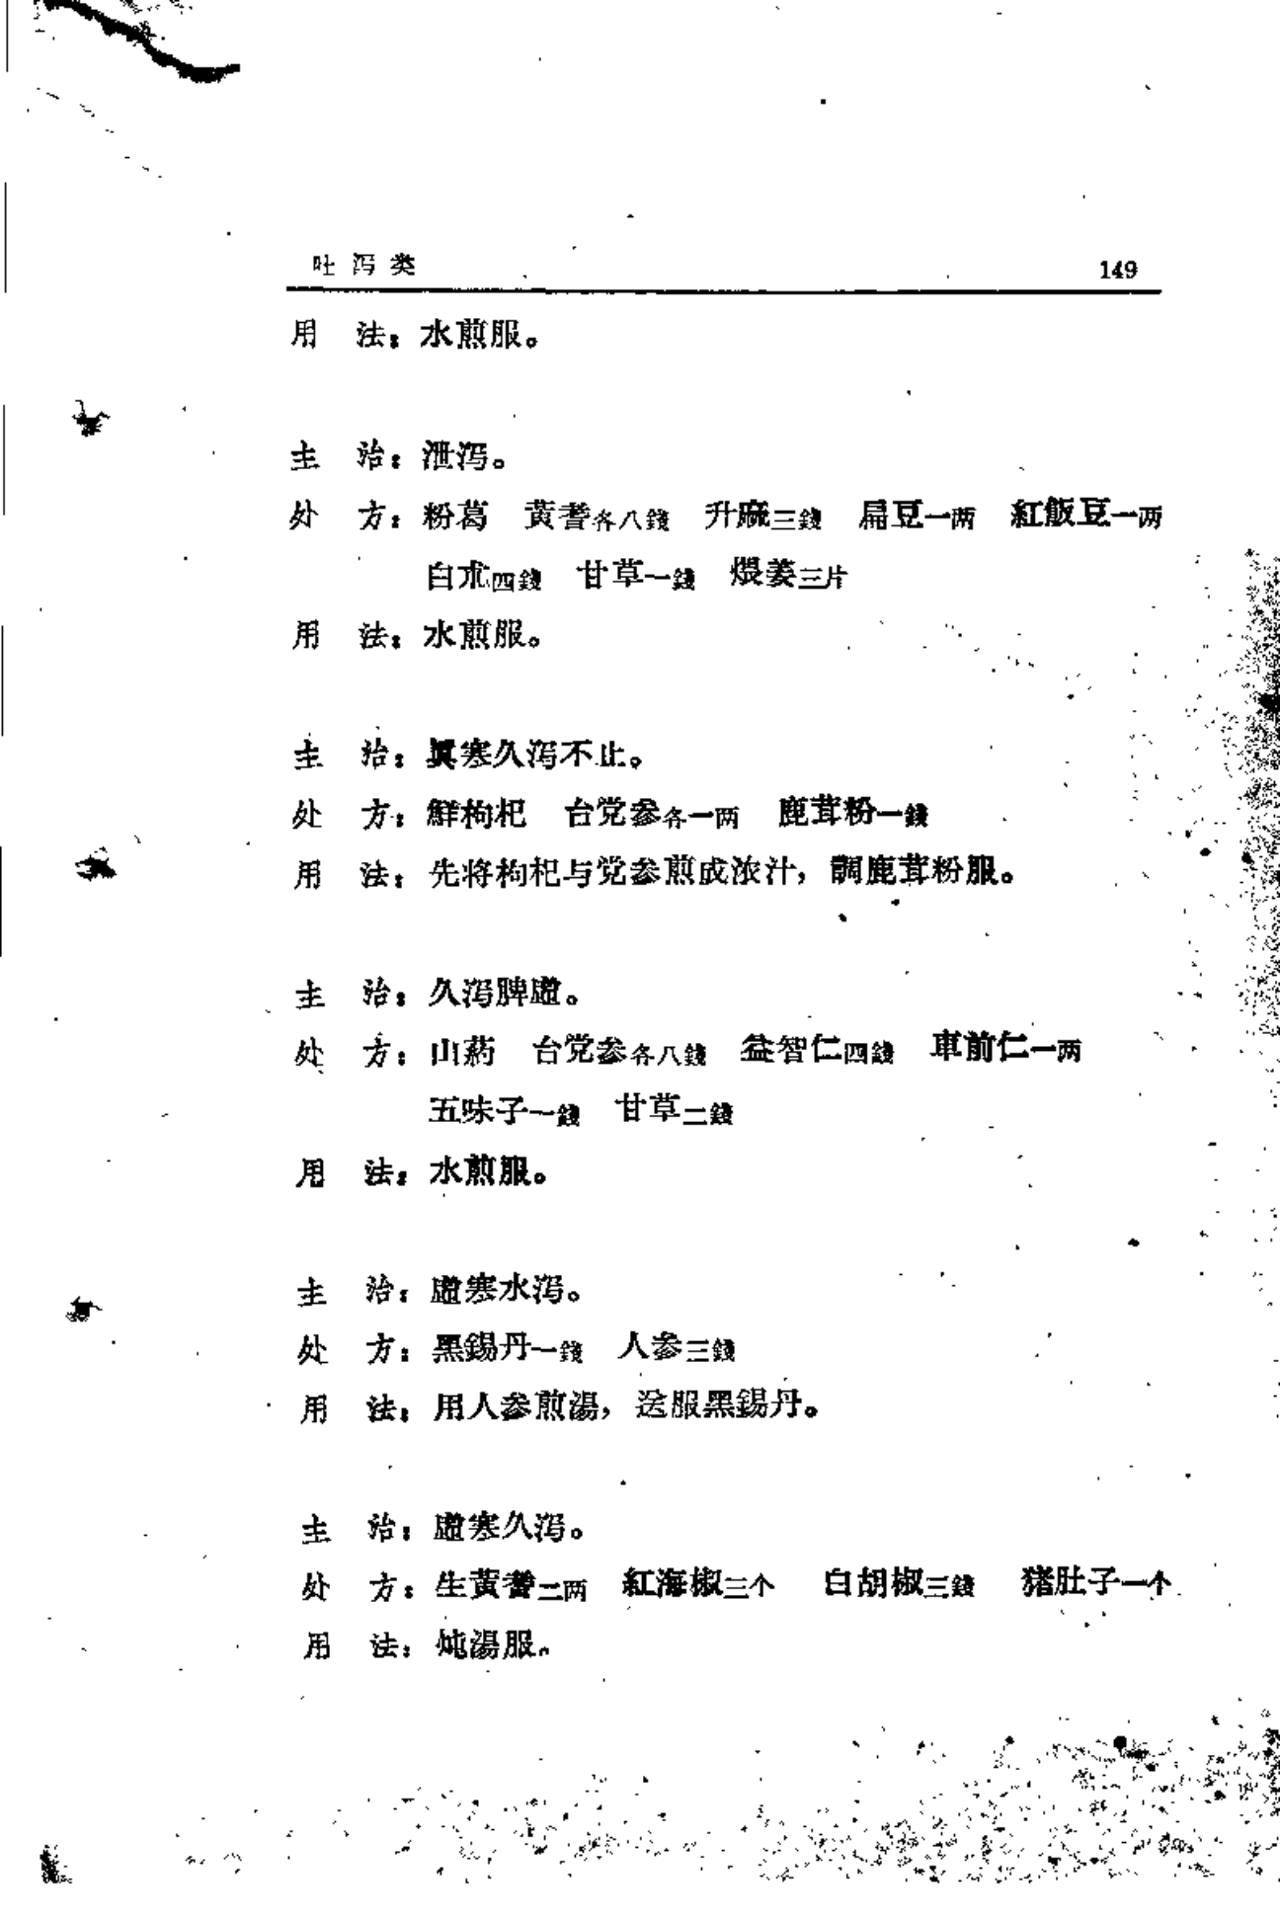 吐泻类 149
用 法：水煎服。
主 治：泄泻。
处 方：粉葛 黄耆各八錢 升麻三錢 扁豆一两 紅飯豆一两
白朮四錢 甘草一錢 煨姜三片
用 法：水煎服。
主 治：真寒久泻不止。
处 方：鮮枸杞 台党参各一两 鹿茸粉一錢
用 法：先将枸杞与党参煎成浓汁，調鹿茸粉服。
主 治：久泻脾虛。
处 方：山药 台党参各八錢 益智仁四錢 車前仁一两
五味子一錢 甘草二錢
用 法：水煎服。
主 治：虛寒水泻。
处 方：黑錫丹一錢 人参三錢
用 法：用人参煎湯，送服黑錫丹。
主 治：虛寒久泻。
处 方：生黄耆二两 紅海椒三个 白胡椒三錢 猪肚子一个
用 法：炖湯服。